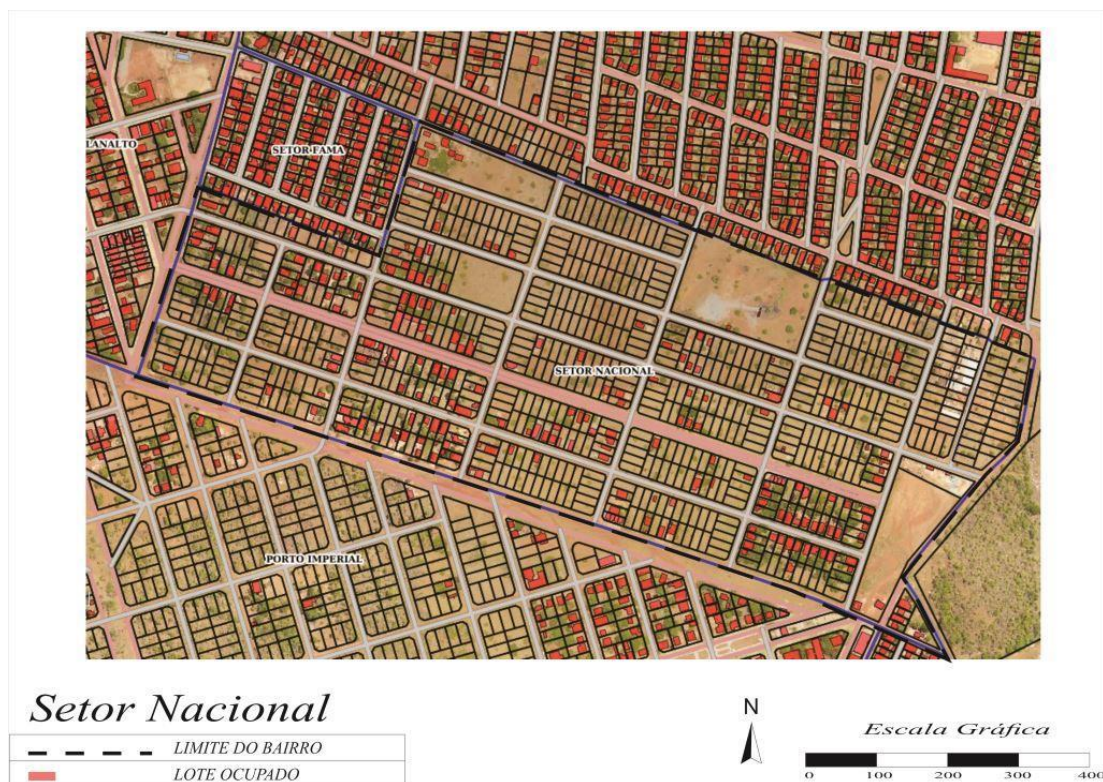 LANALTO
SETOR FAMA
SETOR NACIONAL
PORTO IMPERIAL
Setor Nacional
LIMITE DO BAIRRO
LOTE OCUPADO
N
Escala Gráfica
0 100 200 300 400